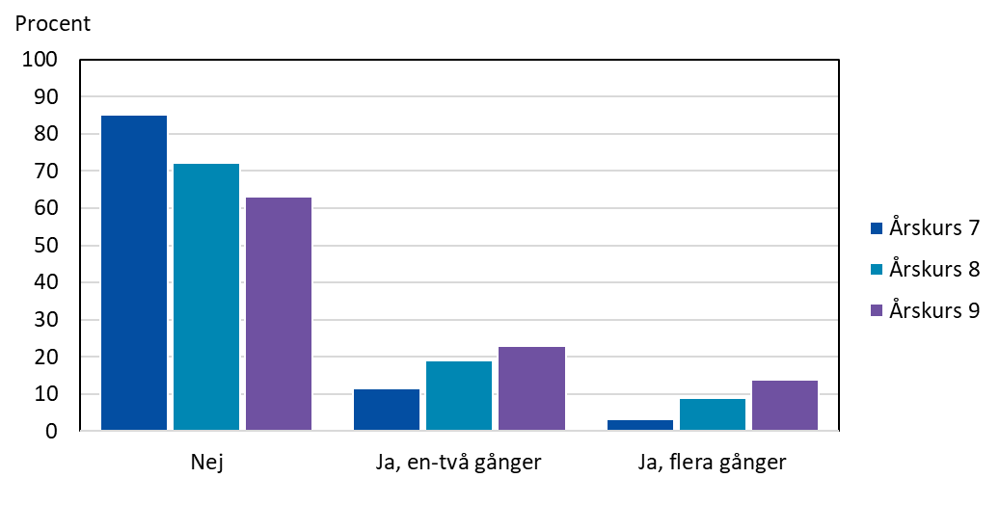 Procent
100
90
80
70
60
50
40
30
20
10
0
Nej
Ja, en-två gånger
Ja, flera gånger
Årskurs 7
Årskurs 8
Årskurs 9